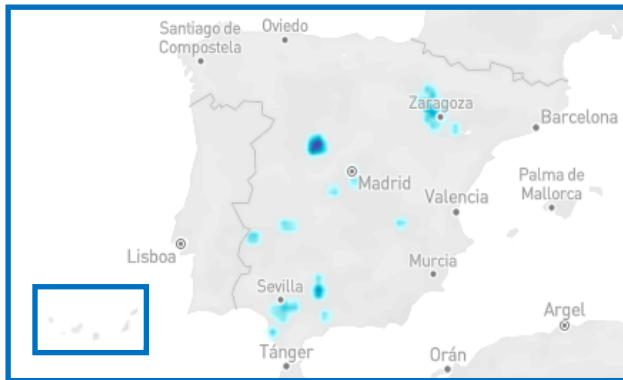 Santiago de
Compostela
Oviedo
Zaragoza
Barcelona
Madrid
Palma de
Mallorca
Valencia
Lisboa
Murcia
Sevilla
Argel
Tánger
Orán